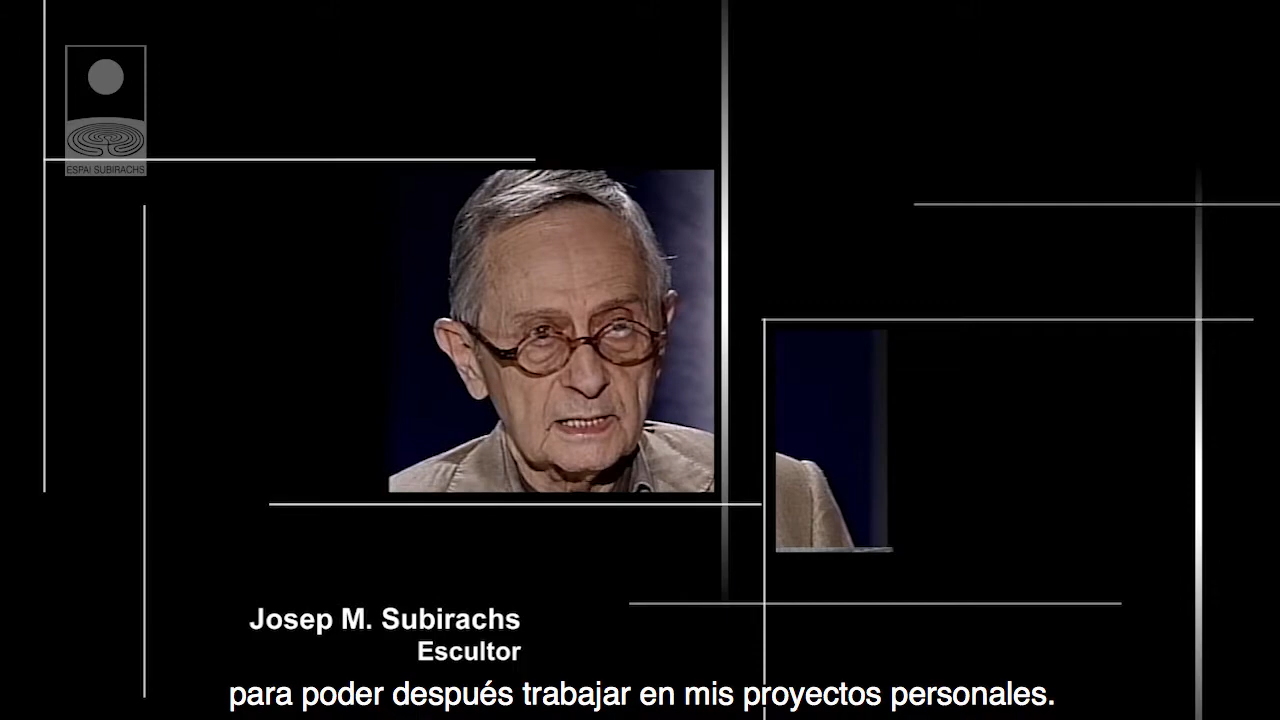 ESPAI SUBIRACHS
Josep M. Subirachs
Escultor
para poder después trabajar en mis proyectos personales.